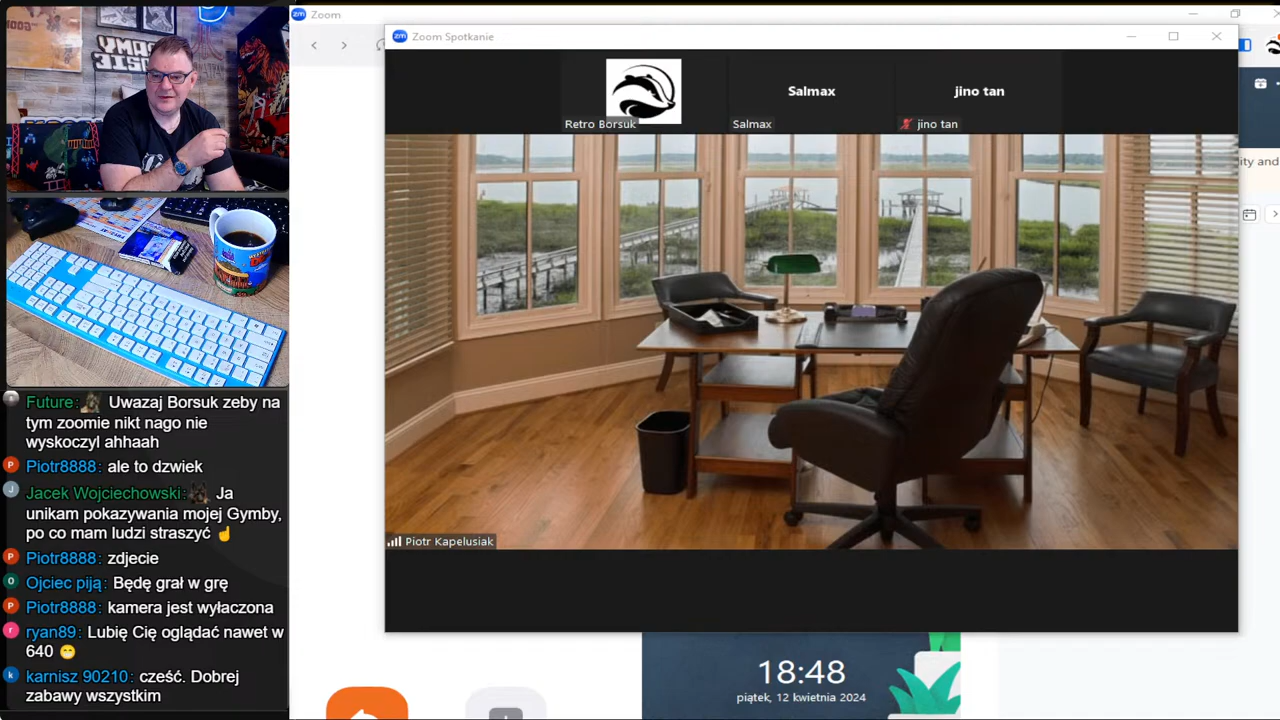 Zoom
Zoom Spotkanie
Salmax
jino tan
Retro Borsuk
Salmax
jino tan
ity and
Piotr Kapelusiak
Future: Uwazaj Borsuk zeby na
tym zoomie nikt nago nie
wyskoczyl ahhaah
Piotr8888: ale to dzwiek
Jacek Wojciechowski: Ja
unikam pokazywania mojej Gymby,
po co mam ludzi straszyć
Piotr8888: zdjecie
Ojciec piją: Będę grał w grę
Piotr8888: kamera jest wyłaczona
ryan89: Lubię Cię oglądać nawet w
640
karnisz 90210: cześć. Dobrej
zabawy wszystkim
18:48
piątek, 12 kwietnia 2024